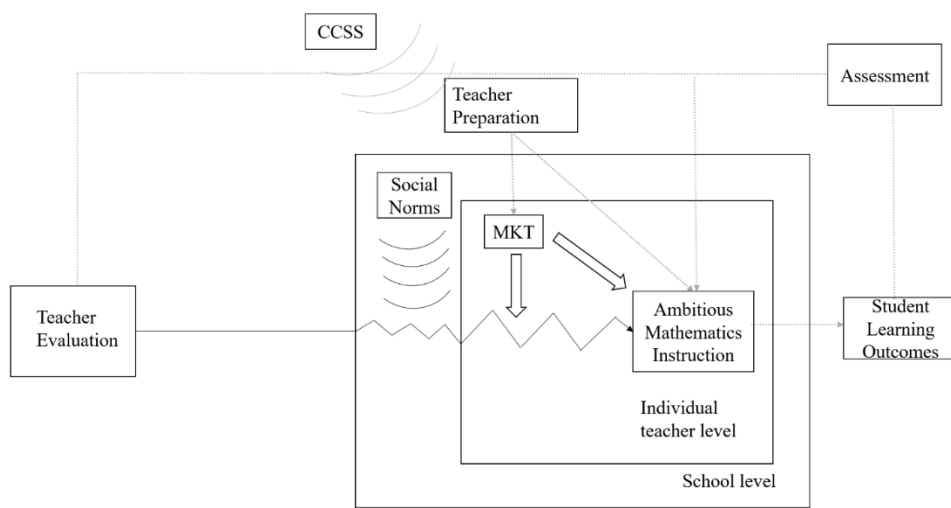 CCSS
Assessment
Teacher
Preparation
Social
Norms
MKT
Teacher
Evaluation
Ambitious
Mathematics
Instruction
Student
Learning
Outcomes
Individual
teacher level
School level